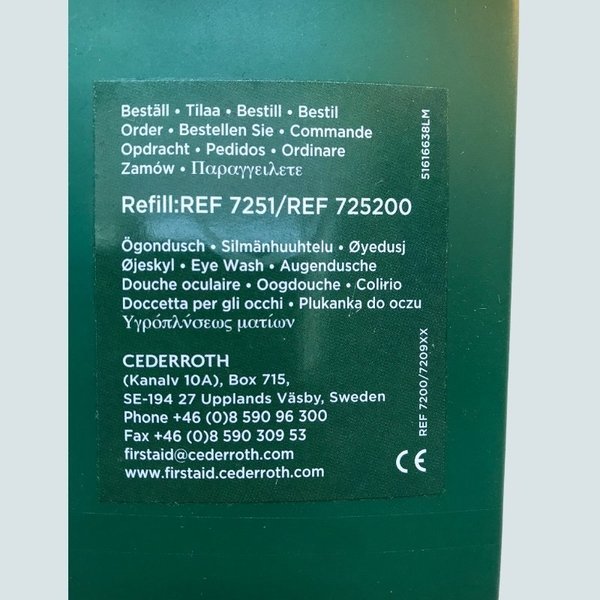 Beställ • Tilaa • Bestill • Bestil
Order • Bestellen Sie • Commande
Opdracht • Pedidos • Ordinare
Zamów • Παραγγειλετε
Refill:REF 7251/REF 725200
Ögondusch • Silmänhuuhtelu • Øyedusj
Øjeskyl • Eye Wash • Augendusche
Douche oculaire • Oogdouche • Colirio
Doccetta per gli occhi • Plukanka do oczu
Υγρόπλνσεως ματίων
CEDERROTH
(Kanalv 10A), Box 715,
SE-194 27 Upplands Väsby, Sweden
Phone +46 (0)8 590 96 300
Fax +46 (0)8 590 309 53
firstaid@cederroth.com
www.firstaid.cederroth.com
51616638LM
REF 7200/7209XX
CE